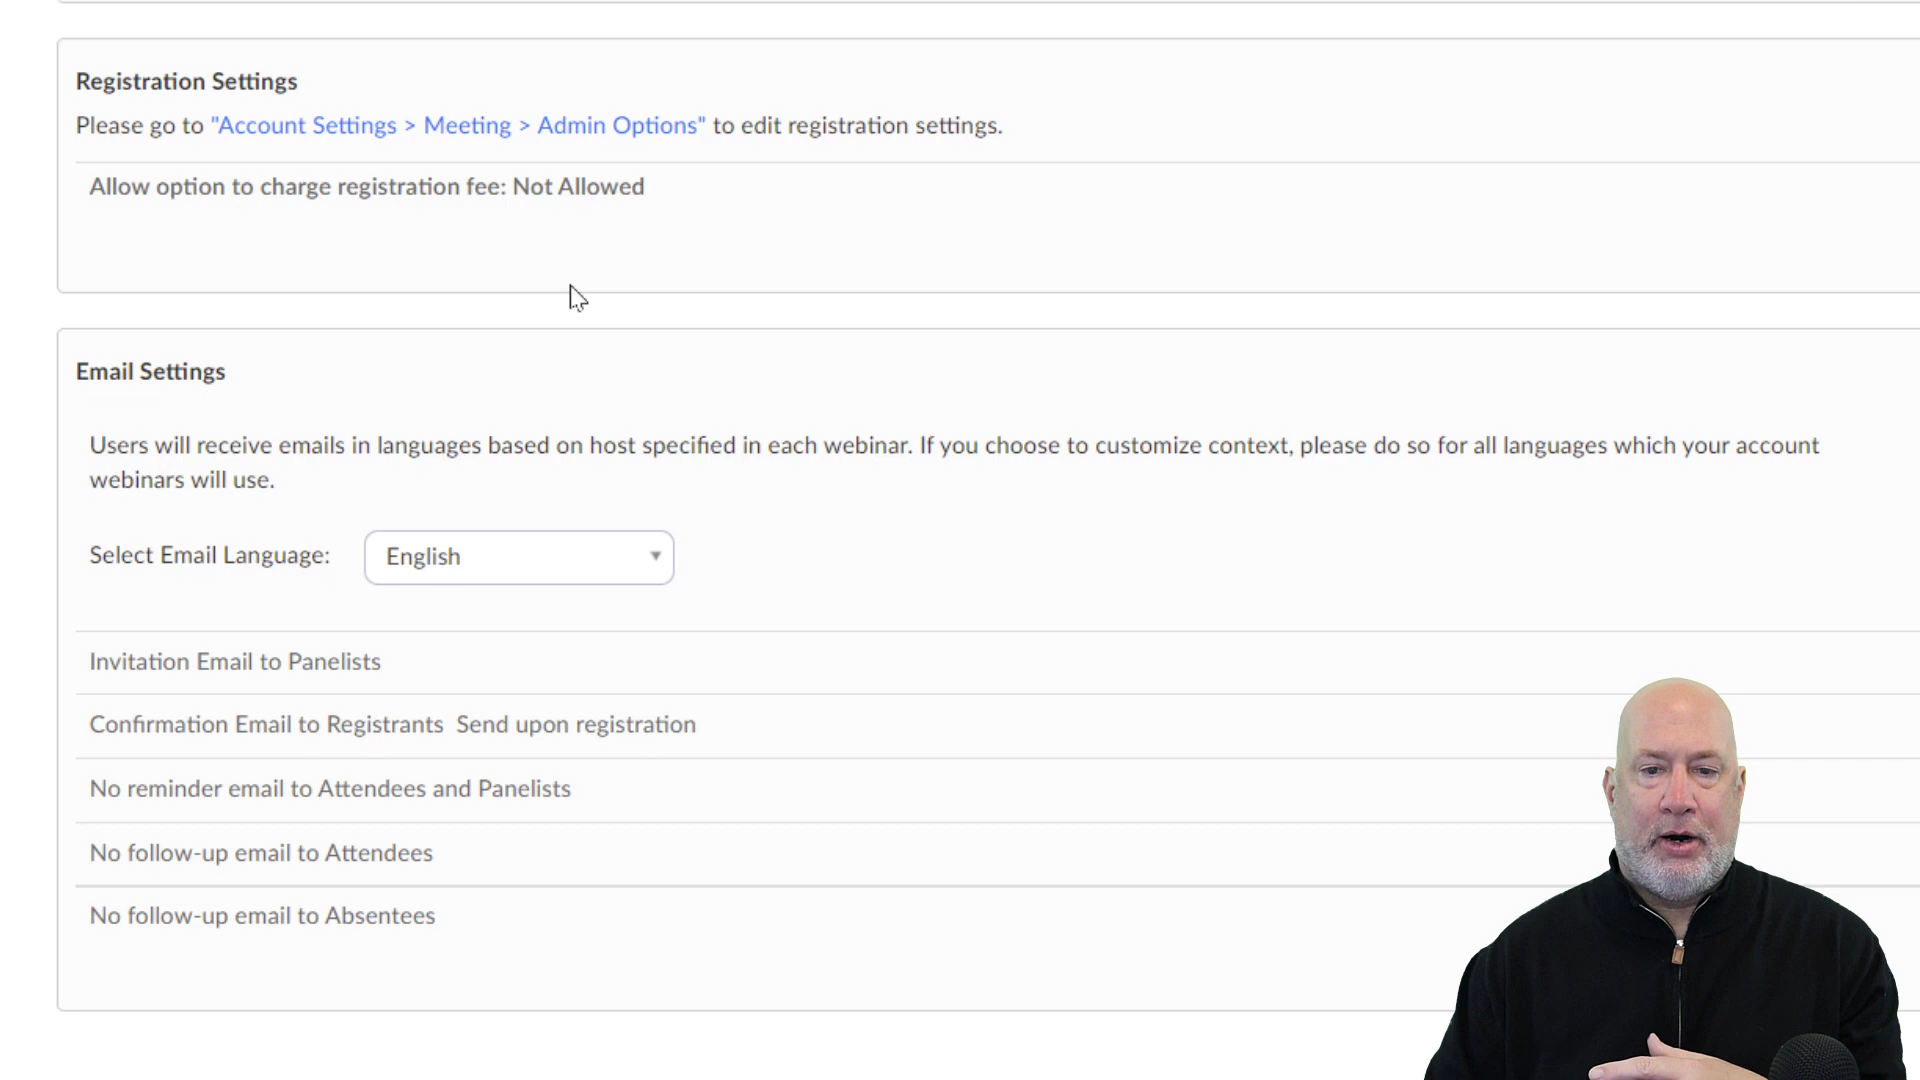 Registration Settings
Please go to "Account Settings > Meeting > Admin Options" to edit registration settings.
Allow option to charge registration fee: Not Allowed
Email Settings
Users will receive emails in languages based on host specified in each webinar. If you choose to customize context, please do so for all languages which your account
webinars will use.
Select Email Language: English
Invitation Email to Panelists
Confirmation Email to Registrants Send upon registration
No reminder email to Attendees and Panelists
No follow-up email to Attendees
No follow-up email to Absentees